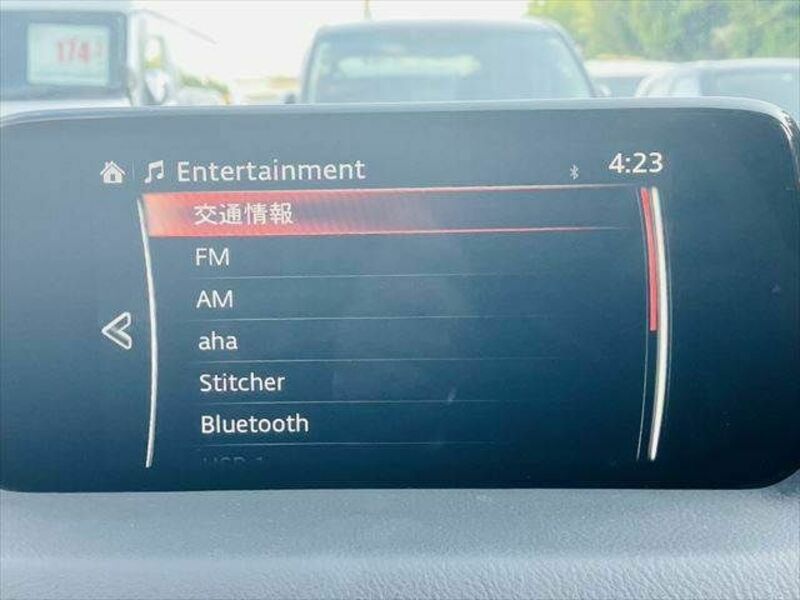 174
Entertainment
4:23
交通情報
FM
AM
aha
Stitcher
Bluetooth